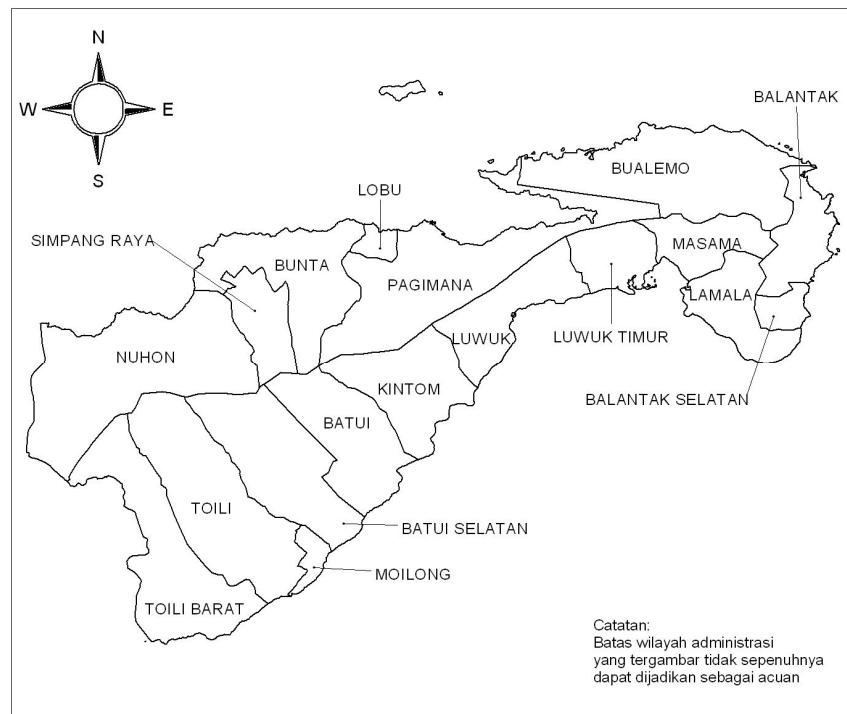 N
W
E
S
BALANTAK
BUALEMO
LOBU
SIMPANG RAYA
BUNTA
MASAMA
PAGIMANA
LAMALA
LUWUK
LUWUK TIMUR
NUHON
KINTOM
BALANTAK SELATAN
BATUI
TOILI
BATUI SELATAN
MOILONG
TOILI BARAT
Catatan:
Batas wilayah administrasi
yang tergambar tidak sepenuhnya
dapat dijadikan sebagai acuan